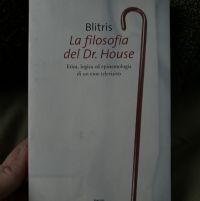 Blitris
La filosofia
del Dr. House
Etica, logica ed epistemologia
di un eroe televisivo